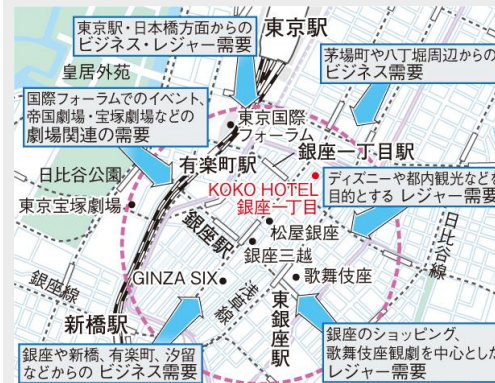 東京駅・日本橋方面からの
ビジネス・レジャー需要
東京駅
皇居外苑
茅場町や八丁堀周辺からの
ビジネス需要
国際フォーラムでのイベント、
帝国劇場・宝塚劇場などの
劇場関連の需要
東京国際
フォーラム
有楽町駅
銀座一丁目駅
日比谷公園
KOKO HOTEL
銀座一丁目
ディズニーや都内観光などを
目的とする レジャー需要
東京宝塚劇場
松屋銀座
銀座駅
銀座三越
日比谷線
銀座線
GINZA SIX
浅草線
歌舞伎座
東銀座駅
新橋駅
銀座や新橋、有楽町、汐留
などからの ビジネス需要
銀座のショッピング、
歌舞伎座観劇を中心とした
レジャー需要